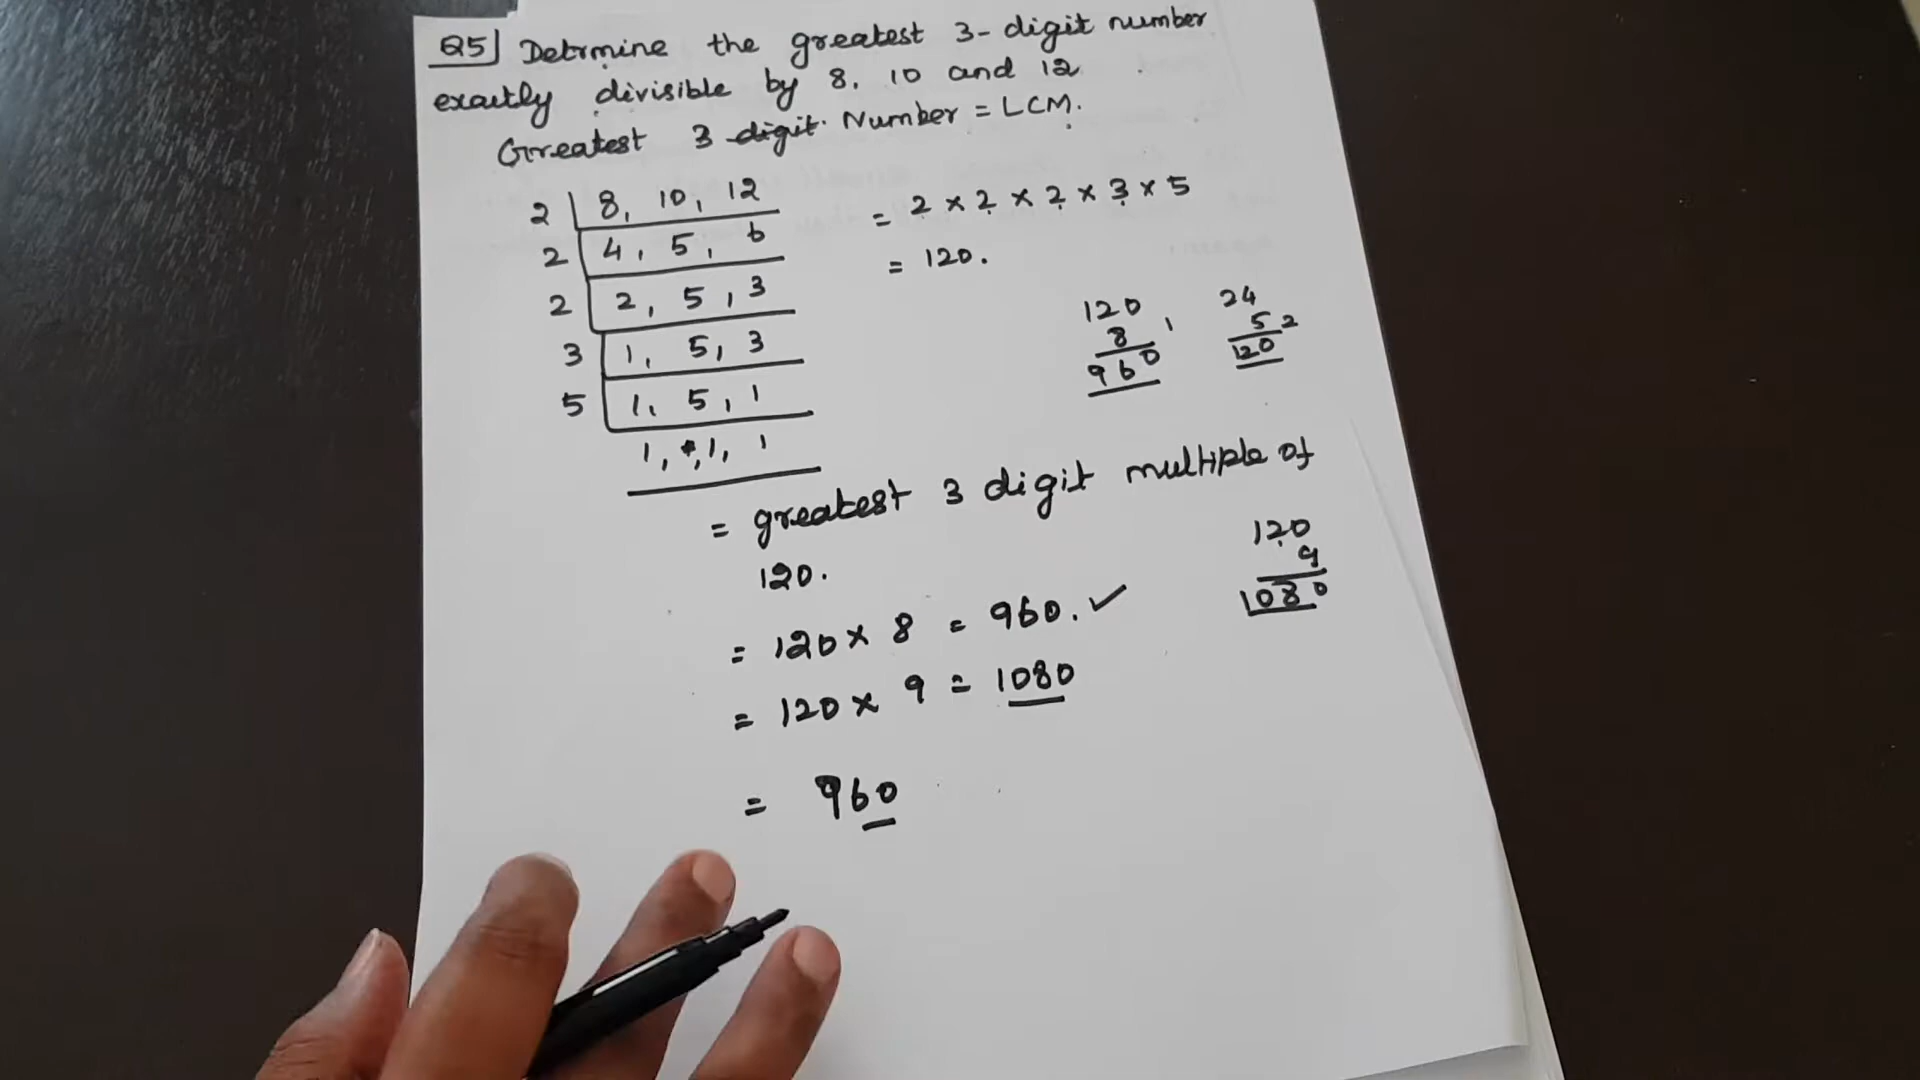 Q5] Detrmine the greatest 3-digit number
exactly divisible by 8, 10 and 12
Greatest 3-digit Number = LCM.
2 | 8, 10, 12
2 | 4, 5, 6
2 | 2, 5, 3
3 | 1, 5, 3
5 | 1, 5, 1
1, 1, 1
= 2 × 2 × 2 × 3 × 5
= 120.
120
8 1
960
24
5 2
120
= greatest 3 digit multiple of
120.
= 120 × 8 = 960. ✓
= 120 × 9 = 1080
120
9
1080
= 960